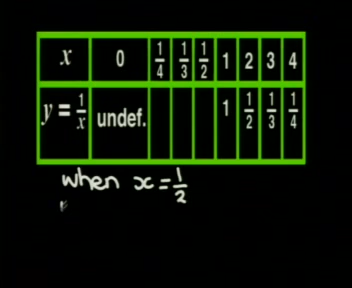 x 0 1/4 1/3 1/2 1 2 3 4
y = 1/x undef. 1 1/2 1/3 1/4
when x = 1/2